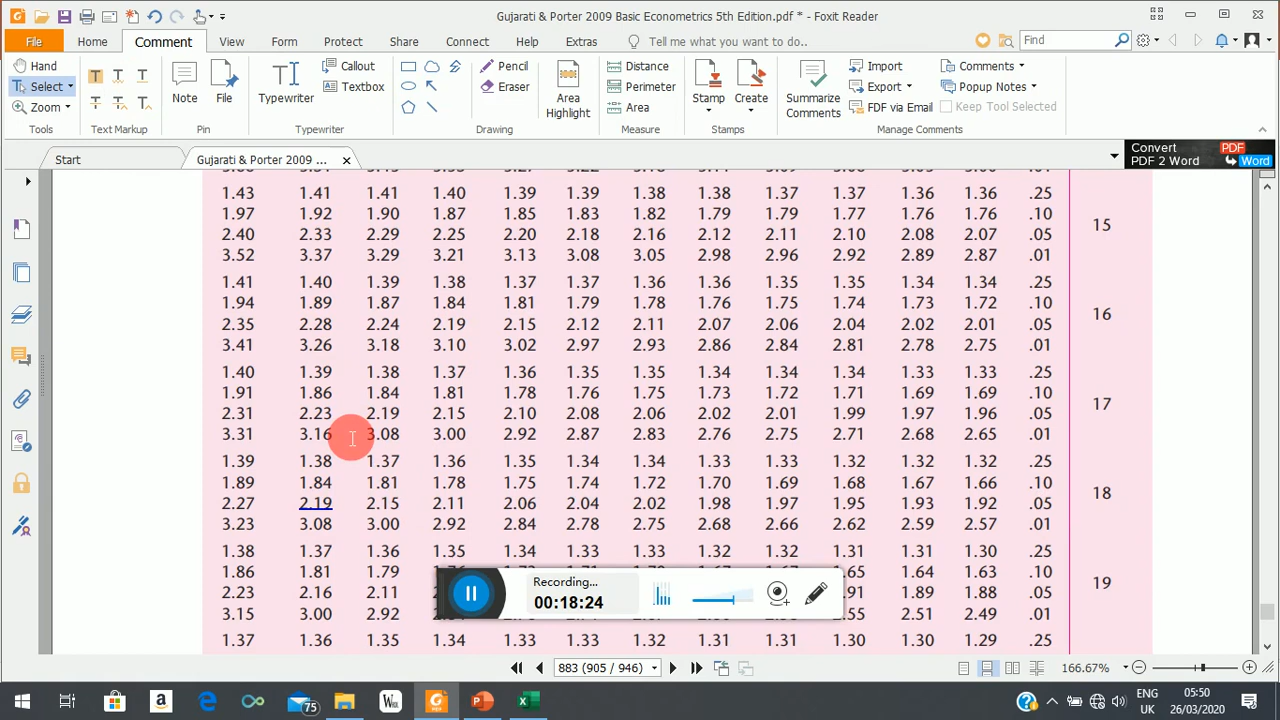 Gujarati & Porter 2009 Basic Econometrics 5th Edition.pdf * - Foxit Reader
File Home Comment View Form Protect Share Connect Help Extras Tell me what you want to do.. Find
Hand
Select
Zoom
Tools
Text Markup
Note
File
Pin
Typewriter
Callout
Textbox
Typewriter
Pencil
Eraser
Drawing
Area
Highlight
Distance
Perimeter
Area
Measure
Stamp
Create
Stamps
Summarize
Comments
Import
Export
FDF via Email
Comments
Popup Notes
Keep Tool Selected
Manage Comments
Start
Gujarati & Porter 2009 ...
Convert
PDF 2 Word
PDF
Word
1.43 1.41 1.41 1.40 1.39 1.39 1.38 1.38 1.37 1.37 1.36 1.36 .25
1.97 1.92 1.90 1.87 1.85 1.83 1.82 1.79 1.79 1.77 1.76 1.76 .10
15
2.40 2.33 2.29 2.25 2.20 2.18 2.16 2.12 2.11 2.10 2.08 2.07 .05
3.52 3.37 3.29 3.21 3.13 3.08 3.05 2.98 2.96 2.92 2.89 2.87 .01
1.41 1.40 1.39 1.38 1.37 1.37 1.36 1.36 1.35 1.35 1.34 1.34 .25
1.94 1.89 1.87 1.84 1.81 1.79 1.78 1.76 1.75 1.74 1.73 1.72 .10
16
2.35 2.28 2.24 2.19 2.15 2.12 2.11 2.07 2.06 2.04 2.02 2.01 .05
3.41 3.26 3.18 3.10 3.02 2.97 2.93 2.86 2.84 2.81 2.78 2.75 .01
1.40 1.39 1.38 1.37 1.36 1.35 1.35 1.34 1.34 1.34 1.33 1.33 .25
1.91 1.86 1.84 1.81 1.78 1.76 1.75 1.73 1.72 1.71 1.69 1.69 .10
17
2.31 2.23 2.19 2.15 2.10 2.08 2.06 2.02 2.01 1.99 1.97 1.96 .05
3.31 3.16 3.08 3.00 2.92 2.87 2.83 2.76 2.75 2.71 2.68 2.65 .01
1.39 1.38 1.37 1.36 1.35 1.34 1.34 1.33 1.33 1.32 1.32 1.32 .25
1.89 1.84 1.81 1.78 1.75 1.74 1.72 1.70 1.69 1.68 1.67 1.66 .10
18
2.27 2.19 2.15 2.11 2.06 2.04 2.02 1.98 1.97 1.95 1.93 1.92 .05
3.23 3.08 3.00 2.92 2.84 2.78 2.75 2.68 2.66 2.62 2.59 2.57 .01
1.38 1.37 1.36 1.35 1.34 1.33 1.33 1.32 1.32 1.31 1.31 1.30 .25
1.86 1.81 1.79 1.64 1.63 .10
19
2.23 2.16 2.11 1.89 1.88 .05
3.15 3.00 2.92 2.51 2.49 .01
1.37 1.36 1.35 1.34 1.33 1.33 1.32 1.31 1.31 1.30 1.30 1.29 .25
Recording...
00:18:24
883 (905 / 946)
166.67%
75
ENG
UK
05:50
26/03/2020